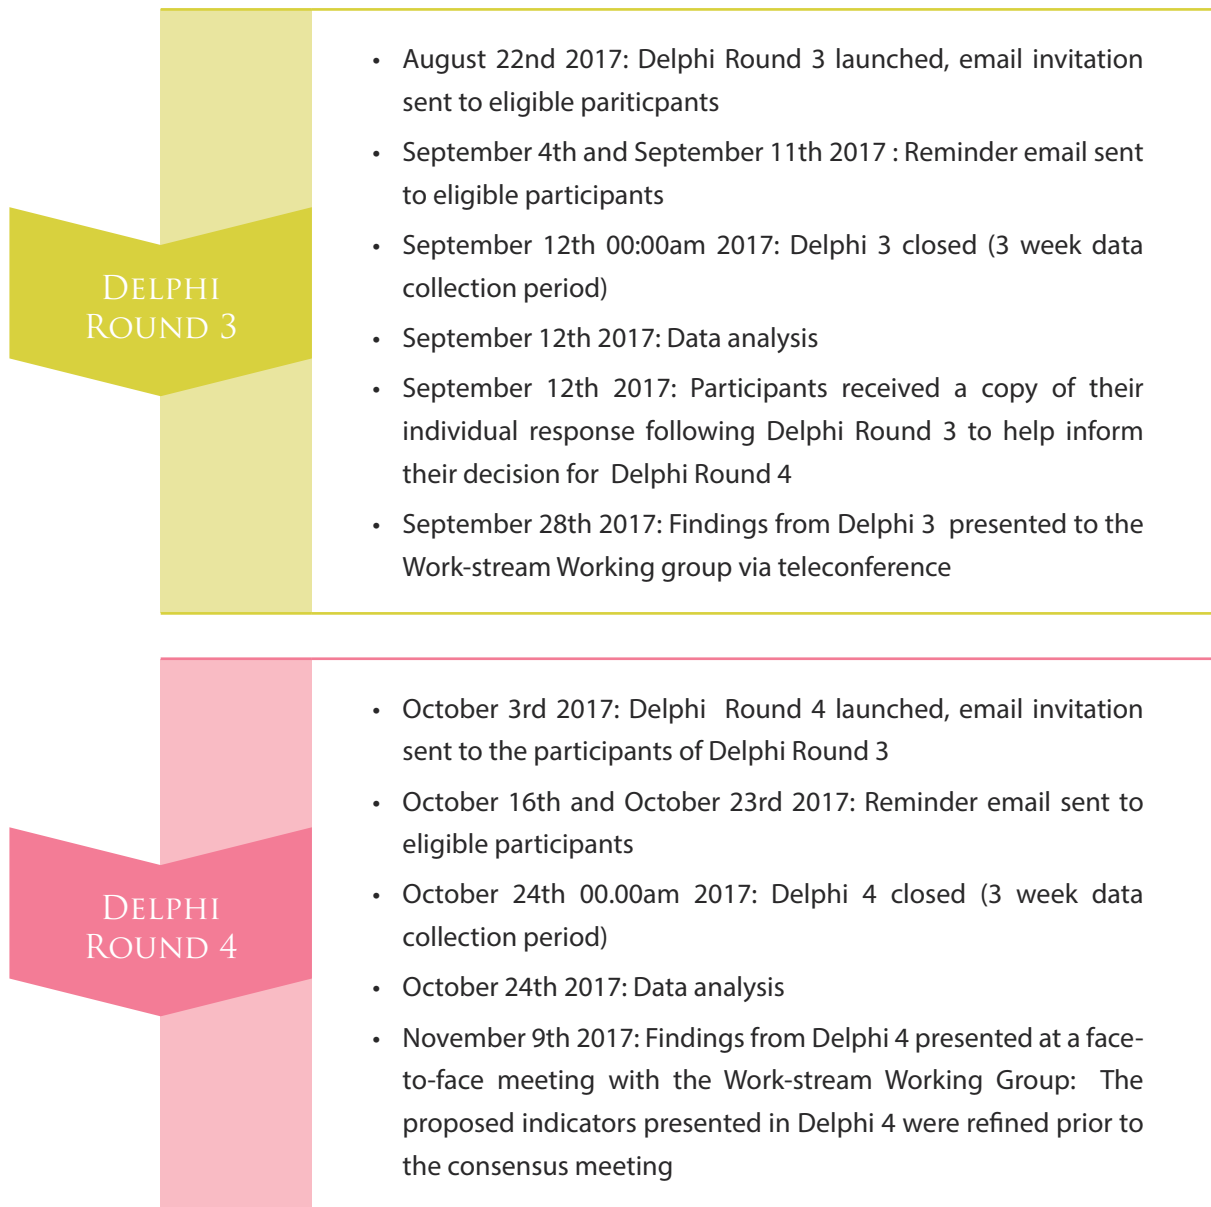 • August 22nd 2017: Delphi Round 3 launched, email invitation
sent to eligible pariticpants
• September 4th and September 11th 2017 : Reminder email sent
to eligible participants
• September 12th 00:00am 2017: Delphi 3 closed (3 week data
collection period)
• September 12th 2017: Data analysis
• September 12th 2017: Participants received a copy of their
individual response following Delphi Round 3 to help inform
their decision for Delphi Round 4
• September 28th 2017: Findings from Delphi 3 presented to the
Work-stream Working group via teleconference
Delphi
Round 3
• October 3rd 2017: Delphi Round 4 launched, email invitation
sent to the participants of Delphi Round 3
• October 16th and October 23rd 2017: Reminder email sent to
eligible participants
• October 24th 00.00am 2017: Delphi 4 closed (3 week data
collection period)
• October 24th 2017: Data analysis
• November 9th 2017: Findings from Delphi 4 presented at a face-
to-face meeting with the Work-stream Working Group: The
proposed indicators presented in Delphi 4 were refined prior to
the consensus meeting
Delphi
Round 4